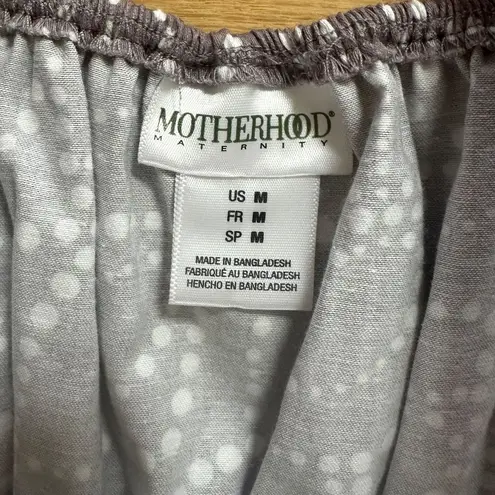 MOTHERHOOD®
MATERNITY
US M
FR M
SP M
MADE IN BANGLADESH
FABRIQUÉ AU BANGLADESH
HENCHO EN BANGLADESH